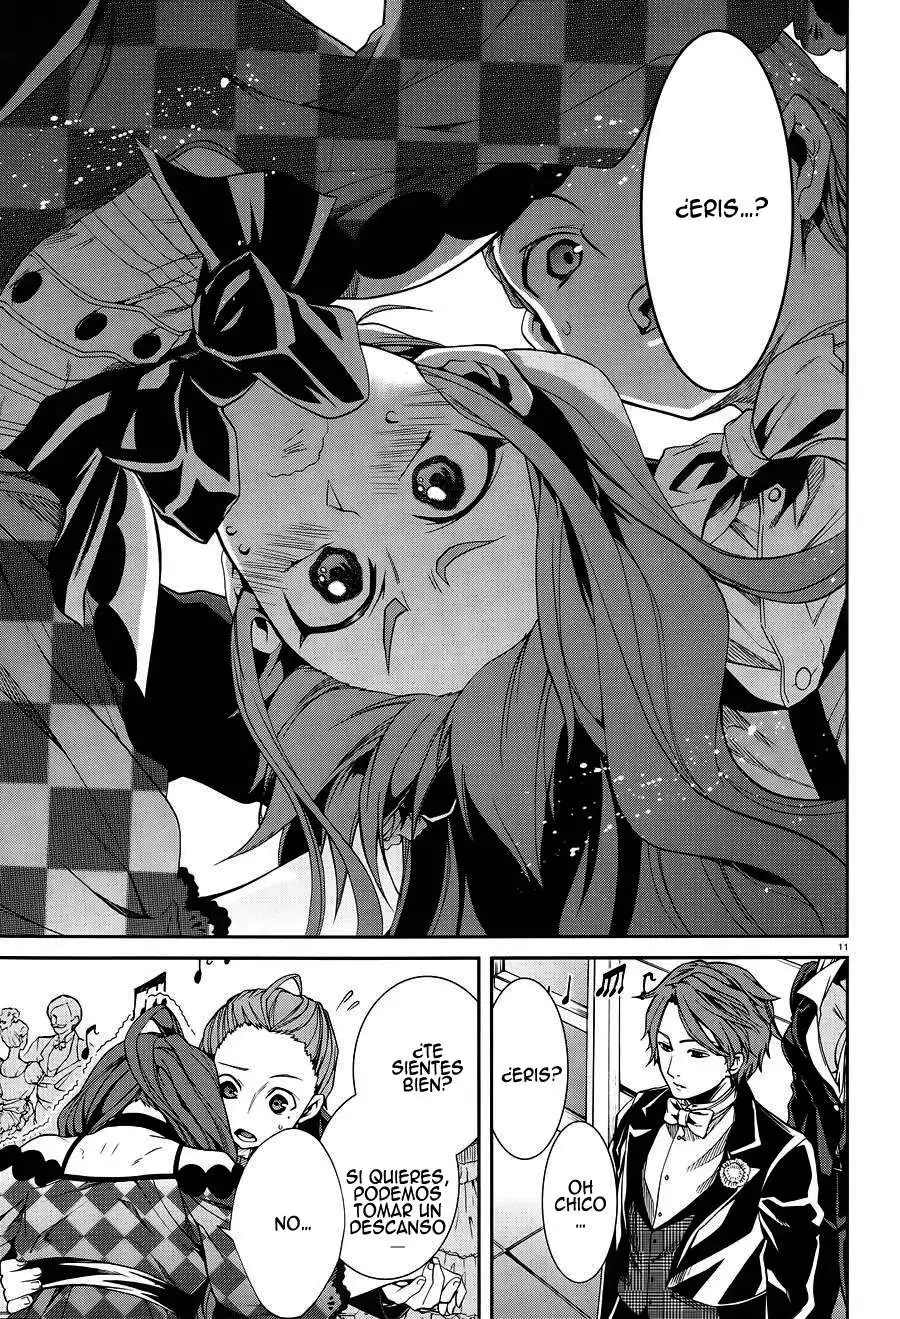 ¿ERIS...?
11
¿ERIS?
OH
CHICO
...
¿TE
SIENTES
BIEN?
SI QUIERES,
PODEMOS
TOMAR UN
DESCANSO
—
NO...